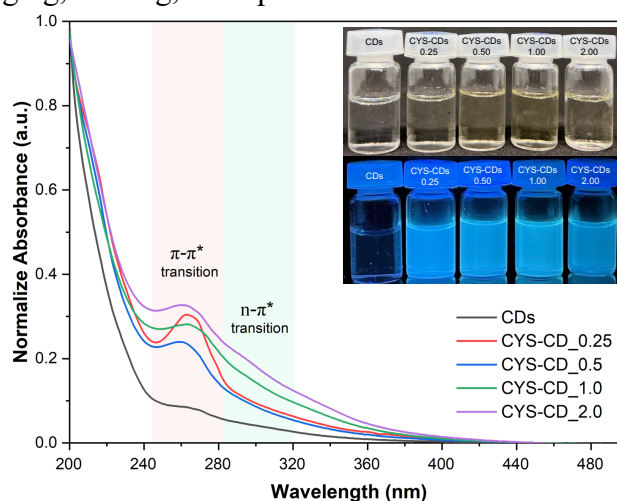 1.0
0.8
0.6
0.4
0.2
0.0
Normalize Absorbance (a.u.)
CDs
CYS-CDs 0.25
CYS-CDs 0.50
CYS-CDs 1.00
CYS-CDs 2.00
CDs
CYS-CDs 0.25
CYS-CDs 0.50
CYS-CDs 1.00
CYS-CDs 2.00
π-π*
transition
n-π*
transition
CDs
CYS-CD_0.25
CYS-CD_0.5
CYS-CD_1.0
CYS-CD_2.0
200 240 280 320 360 400 440 480
Wavelength (nm)